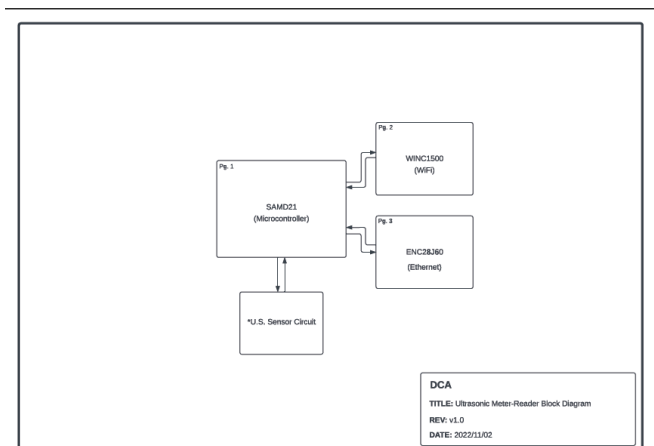 Pg. 2
WINC1500
(WiFi)
Pg. 1
SAMD21
(Microcontroller)
Pg. 3
ENC28J60
(Ethernet)
*U.S. Sensor Circuit
DCA
TITLE: Ultrasonic Meter-Reader Block Diagram
REV: v1.0
DATE: 2022/11/02